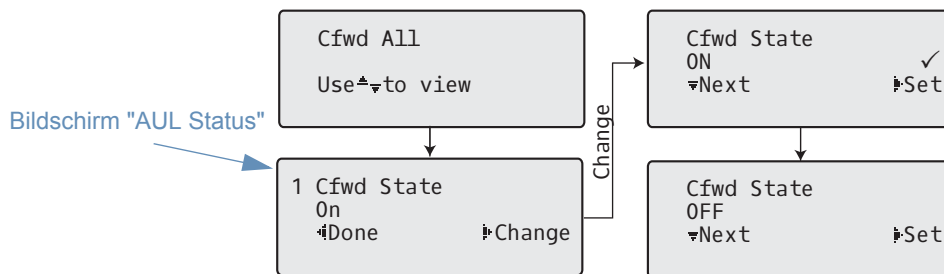 Cfwd All
Use▲▼to view
Bildschirm "AUL Status"
1 Cfwd State
On
◀Done ▶Change
Change
Cfwd State
ON ✓
▼Next ▶Set
Cfwd State
OFF
▼Next ▶Set